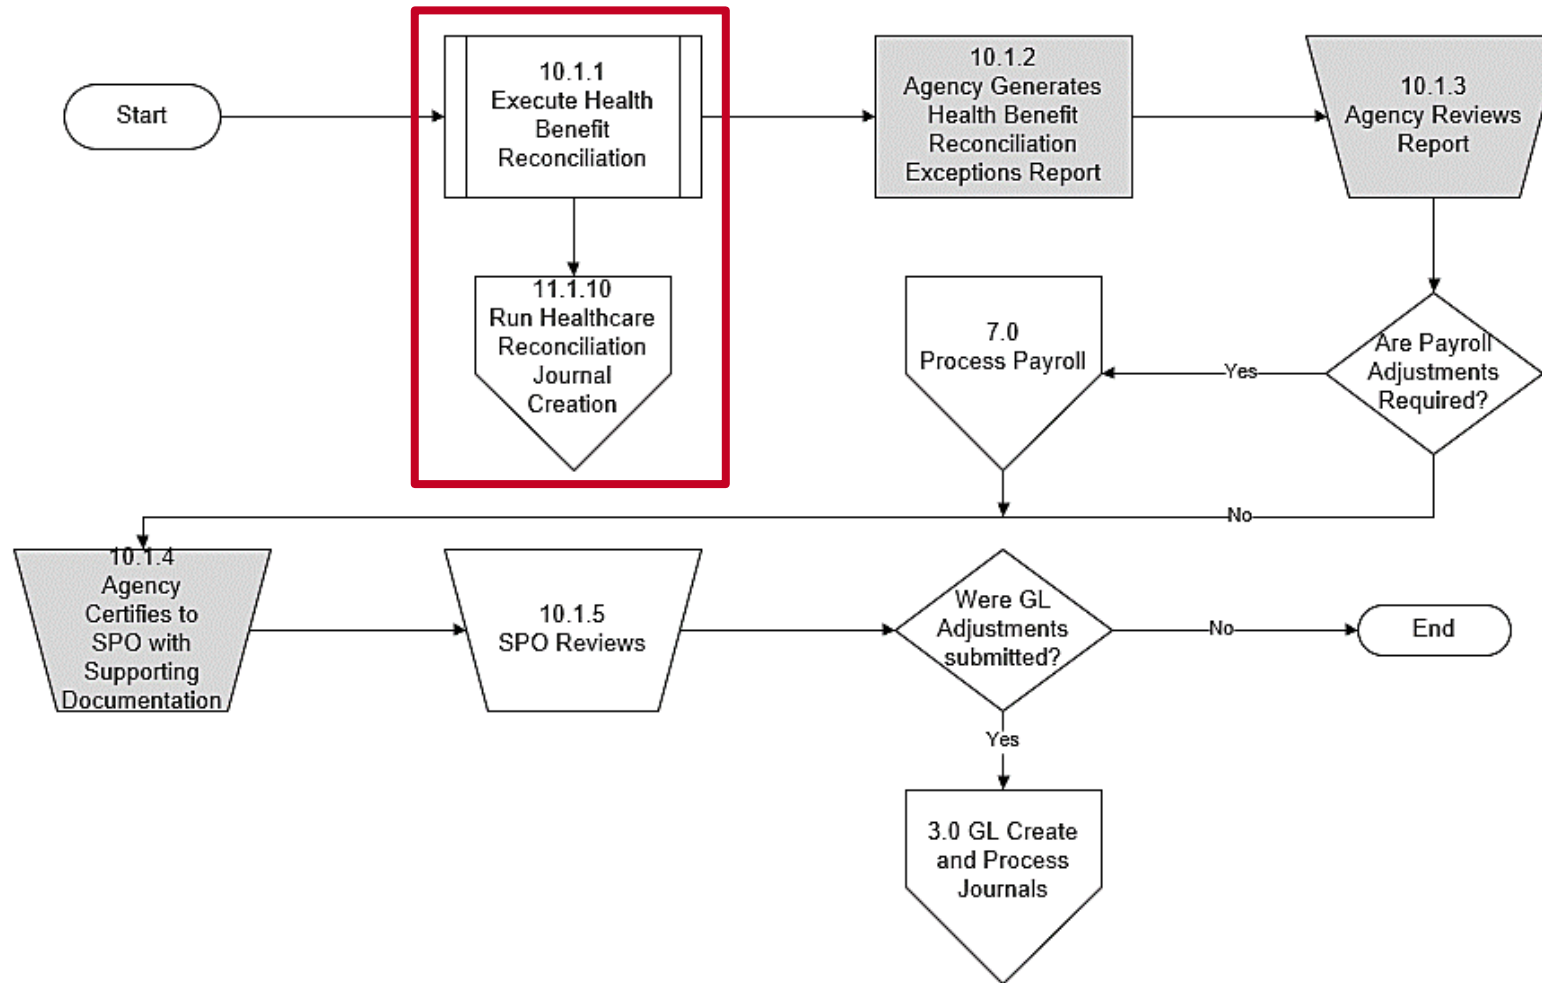 Start
10.1.1
Execute Health
Benefit
Reconciliation
10.1.2
Agency Generates
Health Benefit
Reconciliation
Exceptions Report
10.1.3
Agency Reviews
Report
11.1.10
Run Healthcare
Reconciliation
Journal
Creation
7.0
Process Payroll
Yes
Are Payroll
Adjustments
Required?
No
10.1.4
Agency
Certifies to
SPO with
Supporting
Documentation
10.1.5
SPO Reviews
Were GL
Adjustments
submitted?
No
End
Yes
3.0 GL Create
and Process
Journals